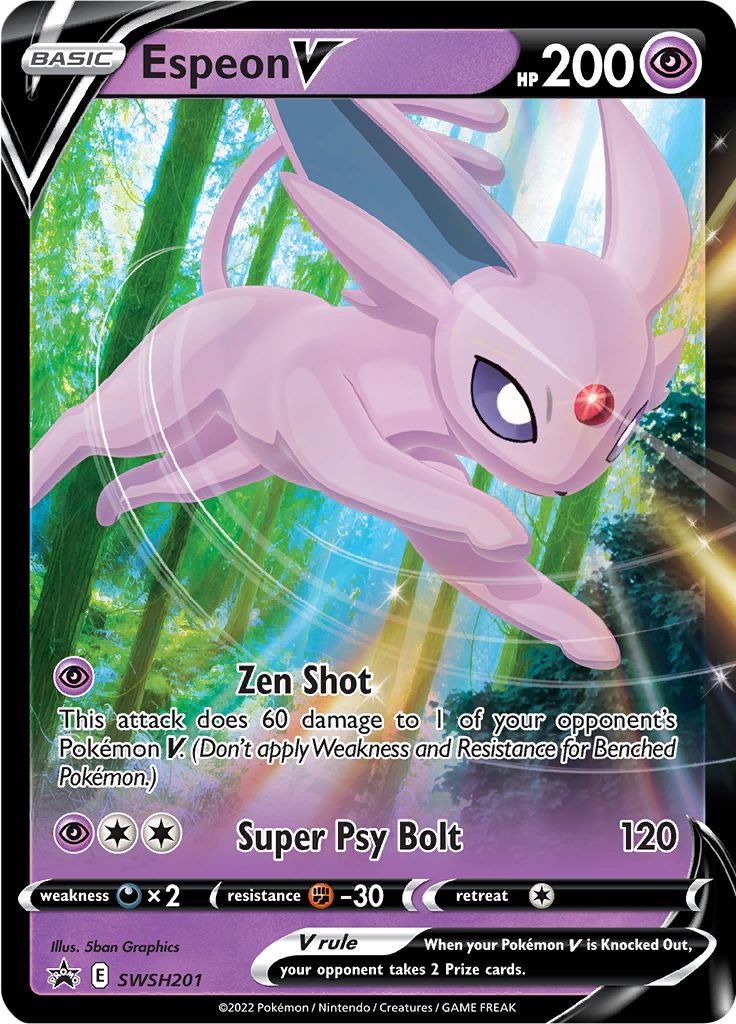 BASIC Espeon V HP 200
Zen Shot
This attack does 60 damage to 1 of your opponent's
Pokémon V. (Don't apply Weakness and Resistance for Benched
Pokémon.)
Super Psy Bolt 120
weakness ×2 resistance -30 retreat
Illus. 5ban Graphics
V rule When your Pokémon V is Knocked Out,
your opponent takes 2 Prize cards.
PROMO E SWSH201
©2022 Pokémon / Nintendo / Creatures / GAME FREAK